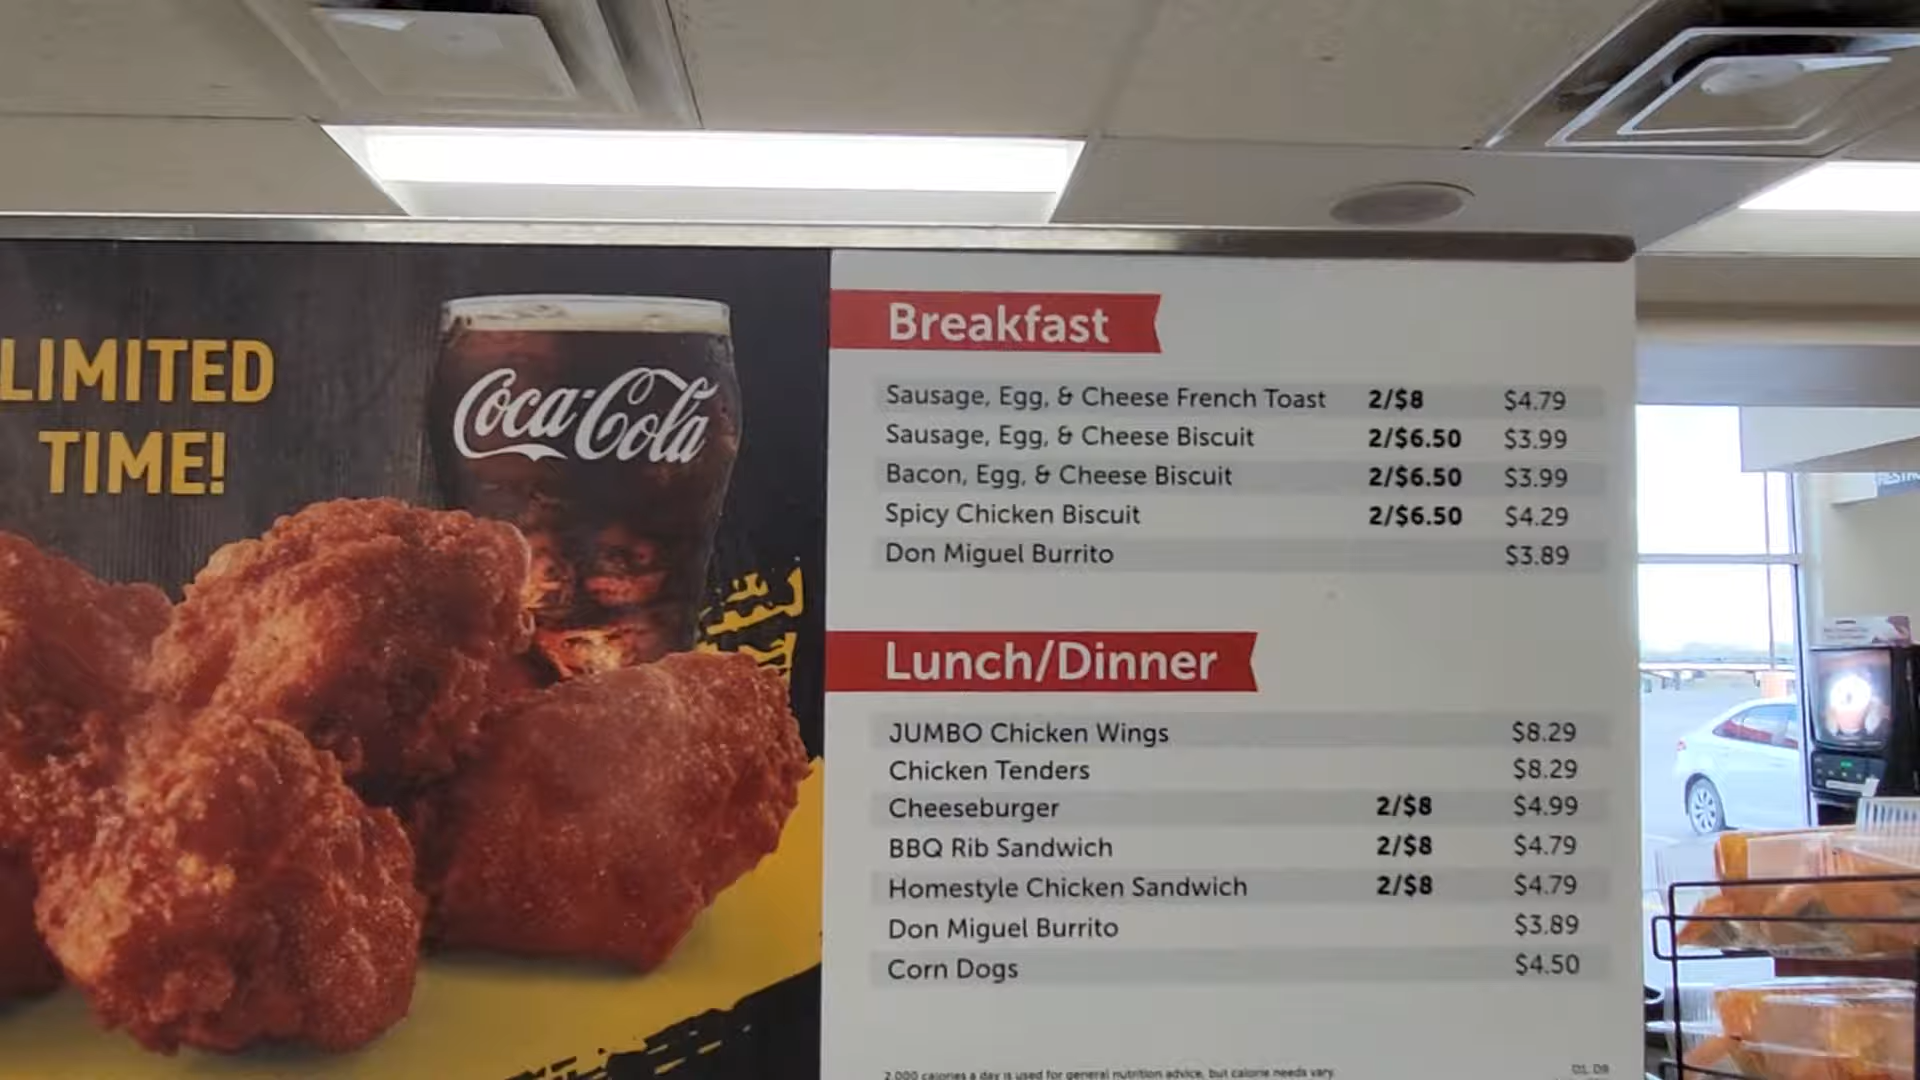 LIMITED
TIME!
Coca-Cola
Breakfast
Sausage, Egg, & Cheese French Toast 2/$8 $4.79
Sausage, Egg, & Cheese Biscuit 2/$6.50 $3.99
Bacon, Egg, & Cheese Biscuit 2/$6.50 $3.99
Spicy Chicken Biscuit 2/$6.50 $4.29
Don Miguel Burrito $3.89
Lunch/Dinner
JUMBO Chicken Wings $8.29
Chicken Tenders $8.29
Cheeseburger 2/$8 $4.99
BBQ Rib Sandwich 2/$8 $4.79
Homestyle Chicken Sandwich 2/$8 $4.79
Don Miguel Burrito $3.89
Corn Dogs $4.50
2,000 calories a day is used for general nutrition advice, but calorie needs vary.